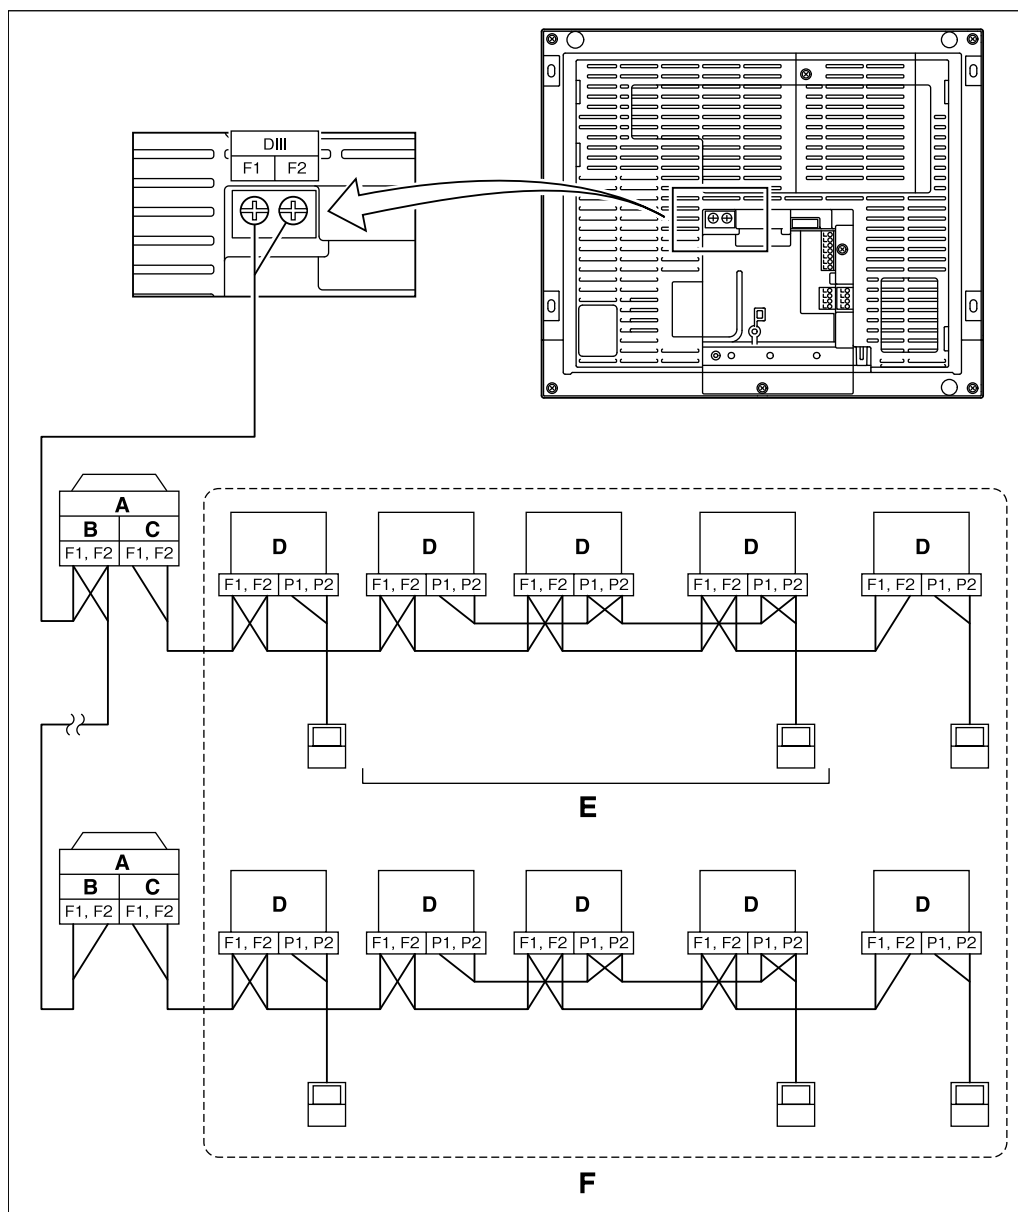 DIII
F1 F2
A
B C
F1, F2 F1, F2
D D D D D
F1, F2 P1, P2 F1, F2 P1, P2 F1, F2 P1, P2 F1, F2 P1, P2 F1, F2 P1, P2
E
A
B C
F1, F2 F1, F2
D D D D D
F1, F2 P1, P2 F1, F2 P1, P2 F1, F2 P1, P2 F1, F2 P1, P2 F1, F2 P1, P2
F